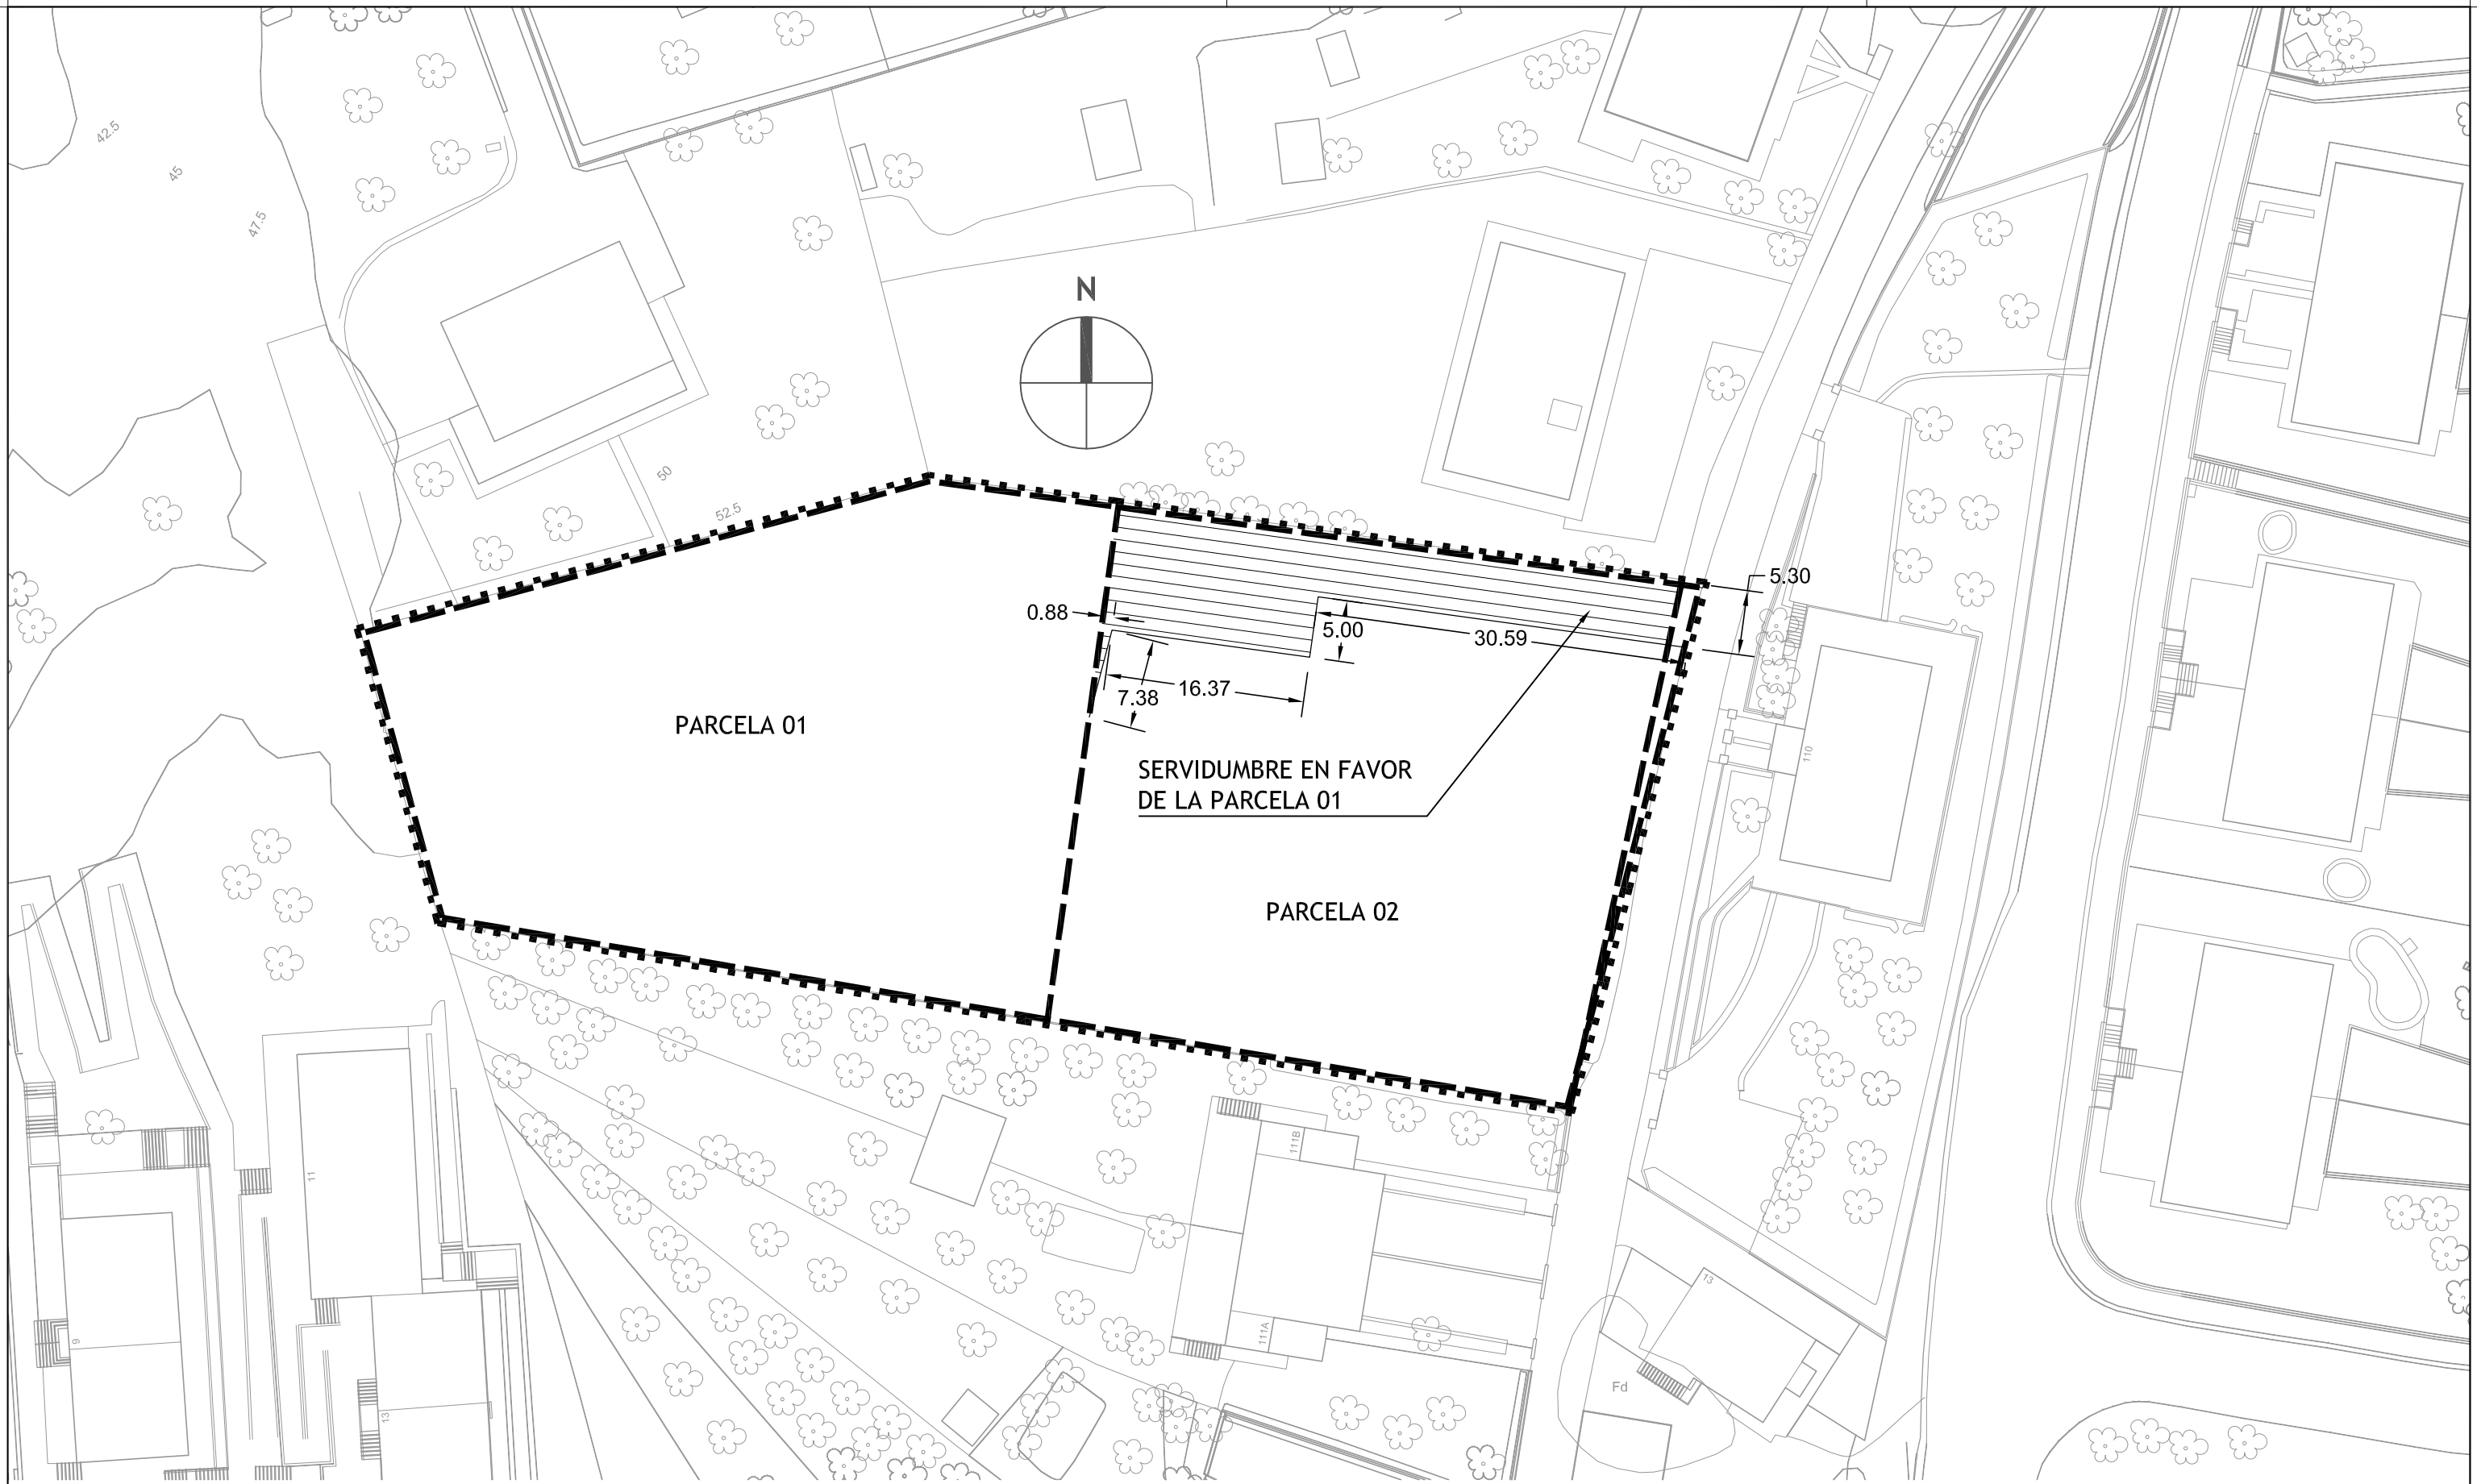 42.5
45
47.5
N
50
52.5
5.30
0.88
5.00
30.59
16.37
7.38
PARCELA 01
110
SERVIDUMBRE EN FAVOR
DE LA PARCELA 01
PARCELA 02
111B
11
13
9
111A
Fd
13